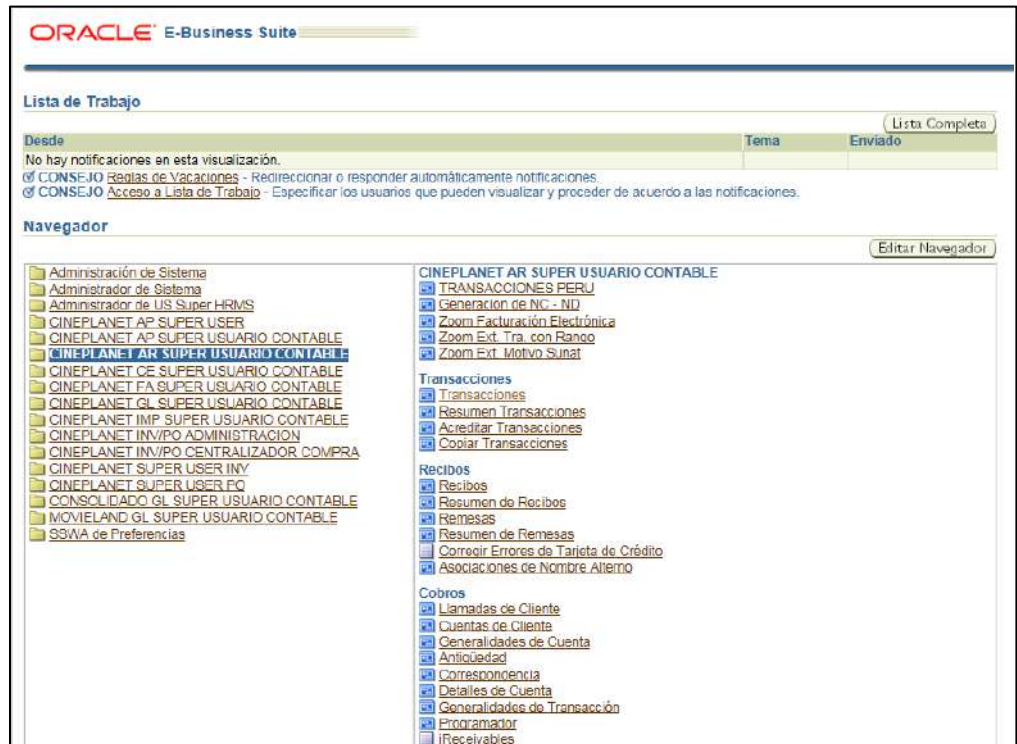 ORACLE E-Business Suite
Lista de Trabajo
Lista Completa
Desde Tema Enviado
No hay notificaciones en esta visualización.
CONSEJO Reglas de Vacaciones - Redireccionar o responder automáticamente notificaciones.
CONSEJO Acceso a Lista de Trabajo - Especificar los usuarios que pueden visualizar y proceder de acuerdo a las notificaciones.
Navegador
Editar Navegador
Administración de Sistema
Administrador de Sistema
Administrador de US Super HRMS
CINEPLANET AP SUPER USER
CINEPLANET AP SUPER USUARIO CONTABLE
CINEPLANET AR SUPER USUARIO CONTABLE
CINEPLANET CE SUPER USUARIO CONTABLE
CINEPLANET FA SUPER USUARIO CONTABLE
CINEPLANET GL SUPER USUARIO CONTABLE
CINEPLANET IMP SUPER USUARIO CONTABLE
CINEPLANET INV/PO ADMINISTRACION
CINEPLANET INV/PO CENTRALIZADOR COMPRA
CINEPLANET SUPER USER INV
CINEPLANET SUPER USER PO
CONSOLIDADO GL SUPER USUARIO CONTABLE
MOVIELAND GL SUPER USUARIO CONTABLE
SSWA de Preferencias
CINEPLANET AR SUPER USUARIO CONTABLE
TRANSACCIONES PERU
Generacion de NC - ND
Zoom Facturación Electrónica
Zoom Ext. Tra. con Rango
Zoom Ext. Motivo Sunat
Transacciones
Transacciones
Resumen Transacciones
Acreditar Transacciones
Copiar Transacciones
Recibos
Recibos
Resumen de Recibos
Remesas
Resumen de Remesas
Corregir Errores de Tarjeta de Crédito
Asociaciones de Nombre Alterno
Cobros
Llamadas de Cliente
Cuentas de Cliente
Generalidades de Cuenta
Antigüedad
Correspondencia
Detalles de Cuenta
Generalidades de Transacción
Programador
iReceivables